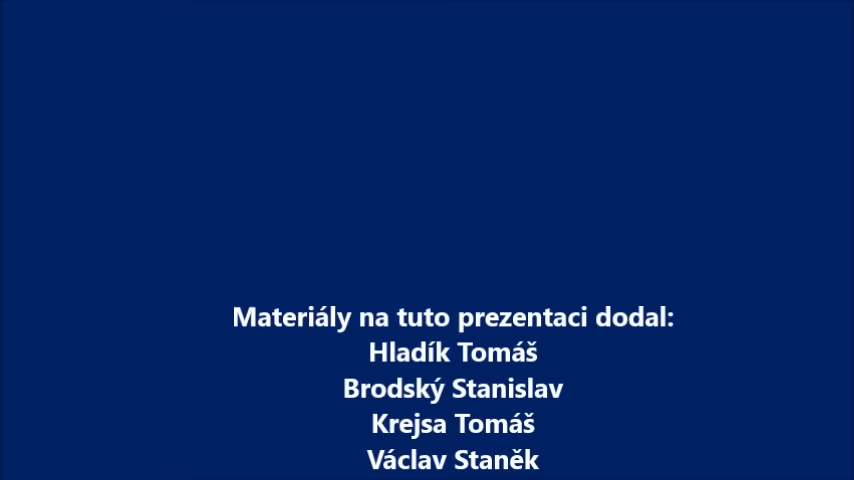 Materiály na tuto prezentaci dodal:
Hladík Tomáš
Brodský Stanislav
Krejsa Tomáš
Václav Staněk